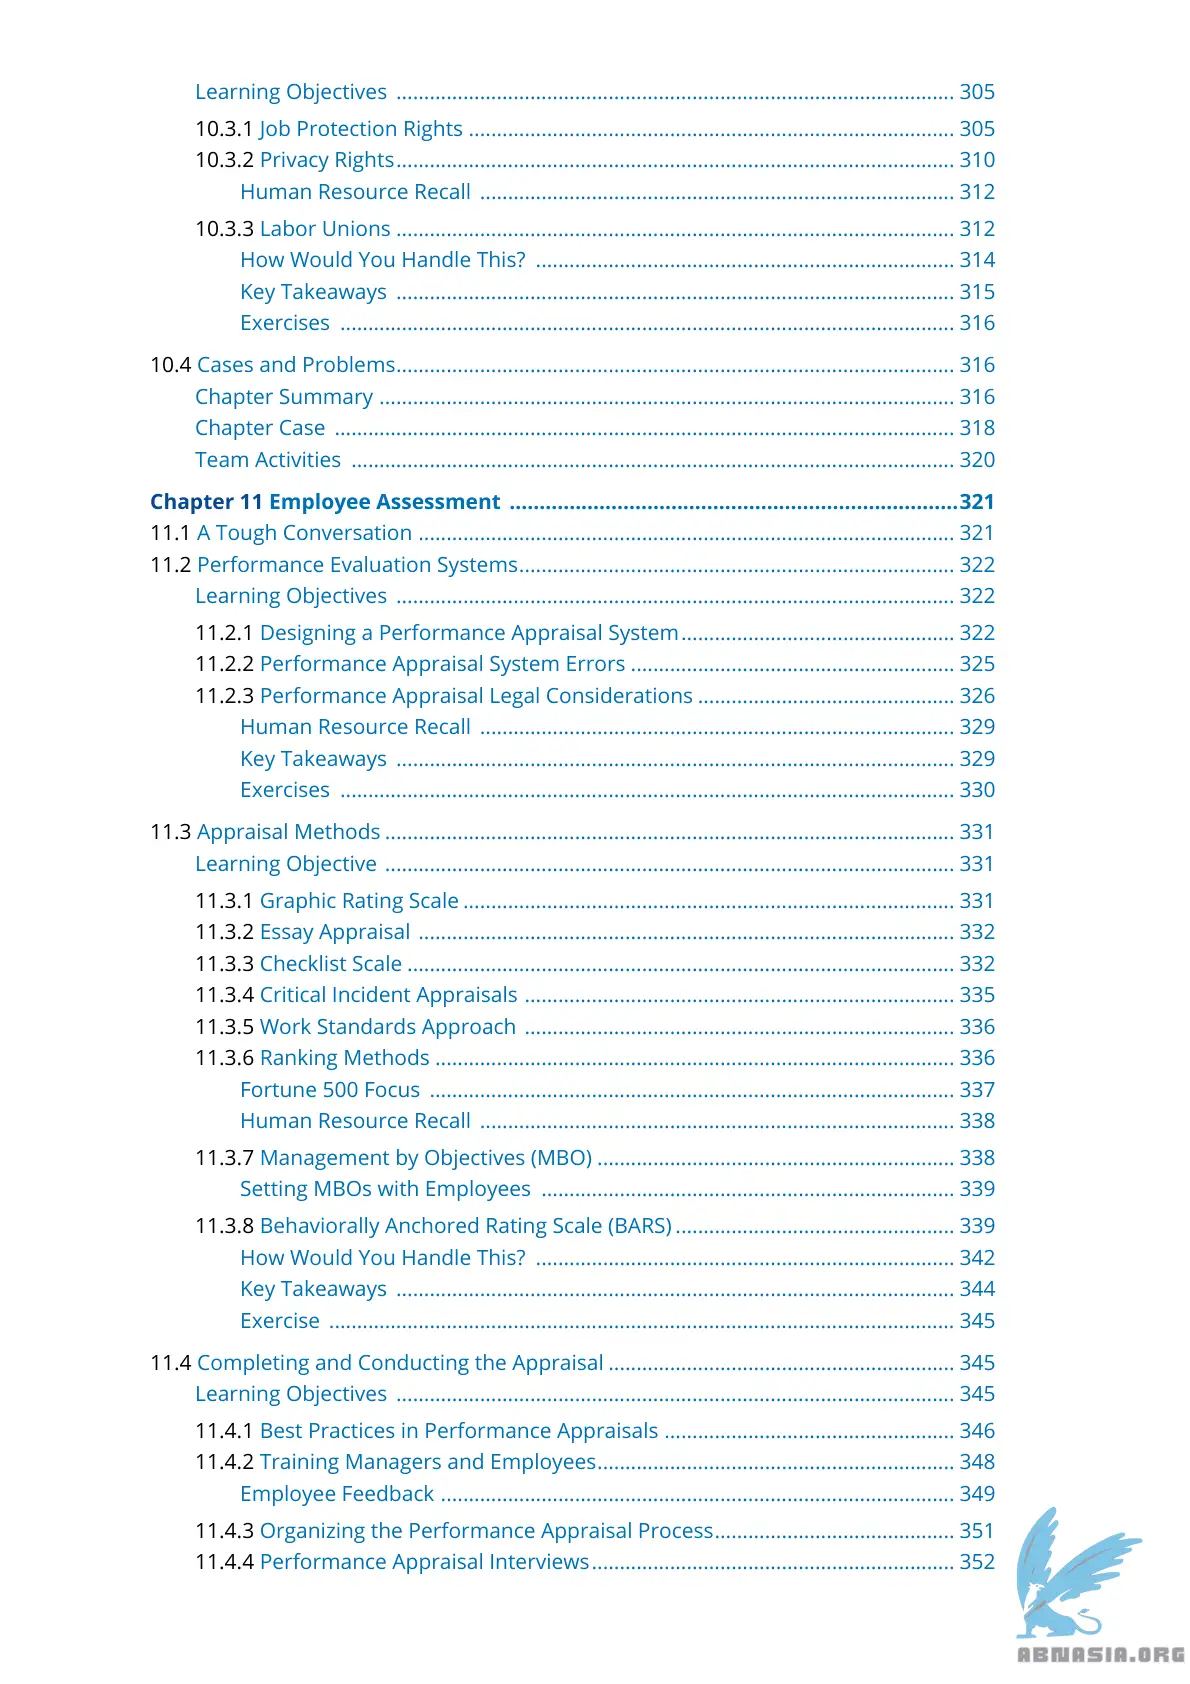 Learning Objectives ........ 305
10.3.1 Job Protection Rights ........ 305
10.3.2 Privacy Rights ........ 310
Human Resource Recall ........ 312
10.3.3 Labor Unions ........ 312
How Would You Handle This? ........ 314
Key Takeaways ........ 315
Exercises ........ 316
10.4 Cases and Problems ........ 316
Chapter Summary ........ 316
Chapter Case ........ 318
Team Activities ........ 320
Chapter 11 Employee Assessment ........ 321
11.1 A Tough Conversation ........ 321
11.2 Performance Evaluation Systems ........ 322
Learning Objectives ........ 322
11.2.1 Designing a Performance Appraisal System ........ 322
11.2.2 Performance Appraisal System Errors ........ 325
11.2.3 Performance Appraisal Legal Considerations ........ 326
Human Resource Recall ........ 329
Key Takeaways ........ 329
Exercises ........ 330
11.3 Appraisal Methods ........ 331
Learning Objective ........ 331
11.3.1 Graphic Rating Scale ........ 331
11.3.2 Essay Appraisal ........ 332
11.3.3 Checklist Scale ........ 332
11.3.4 Critical Incident Appraisals ........ 335
11.3.5 Work Standards Approach ........ 336
11.3.6 Ranking Methods ........ 336
Fortune 500 Focus ........ 337
Human Resource Recall ........ 338
11.3.7 Management by Objectives (MBO) ........ 338
Setting MBOs with Employees ........ 339
11.3.8 Behaviorally Anchored Rating Scale (BARS) ........ 339
How Would You Handle This? ........ 342
Key Takeaways ........ 344
Exercise ........ 345
11.4 Completing and Conducting the Appraisal ........ 345
Learning Objectives ........ 345
11.4.1 Best Practices in Performance Appraisals ........ 346
11.4.2 Training Managers and Employees ........ 348
Employee Feedback ........ 349
11.4.3 Organizing the Performance Appraisal Process ........ 351
11.4.4 Performance Appraisal Interviews ........ 352
ABNASIA.ORG